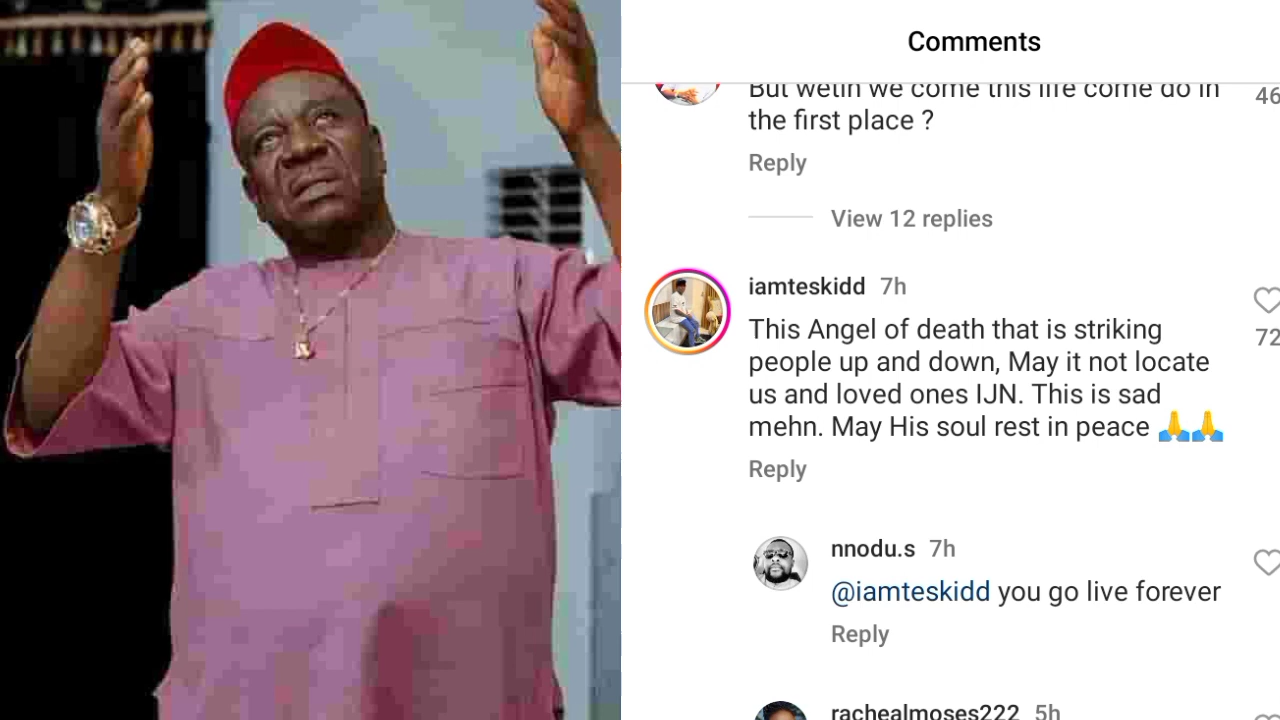 Comments
But wetin we come this life come do in
the first place ?
46
Reply
View 12 replies
iamteskidd 7h
This Angel of death that is striking
people up and down, May it not locate
us and loved ones IJN. This is sad
mehn. May His soul rest in peace 🙏🙏
72
Reply
nnodu.s 7h
@iamteskidd you go live forever
Reply
rachealmoses222 5h